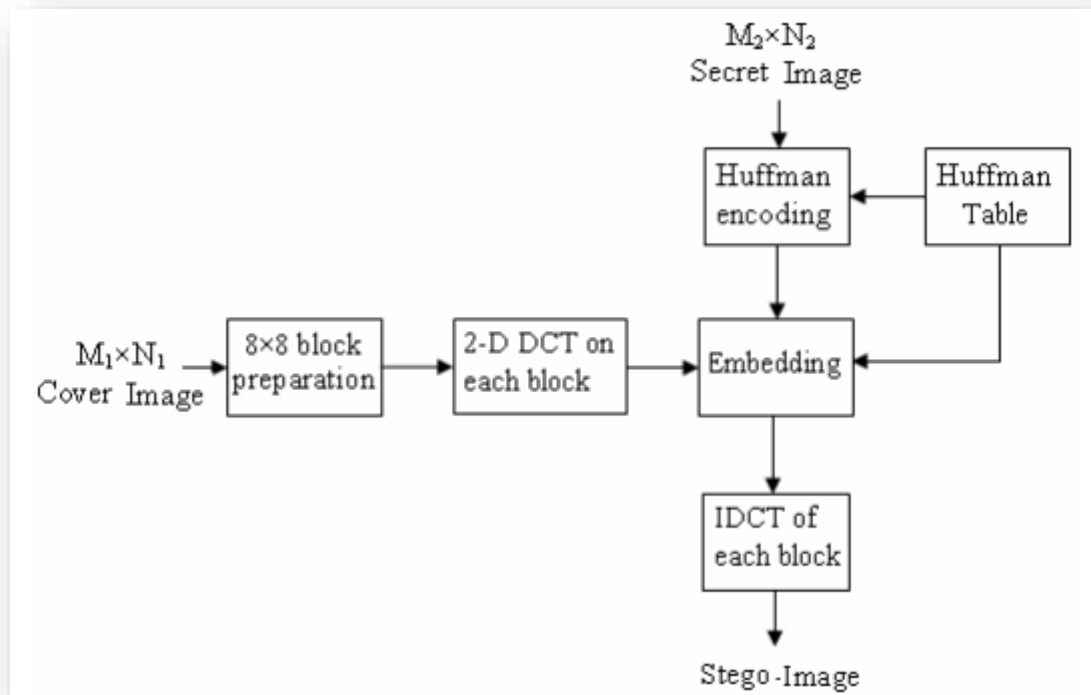 M₂×N₂
Secret Image
Huffman
encoding
Huffman
Table
M₁×N₁
Cover Image
8×8 block
preparation
2-D DCT on
each block
Embedding
IDCT of
each block
Stego-Image